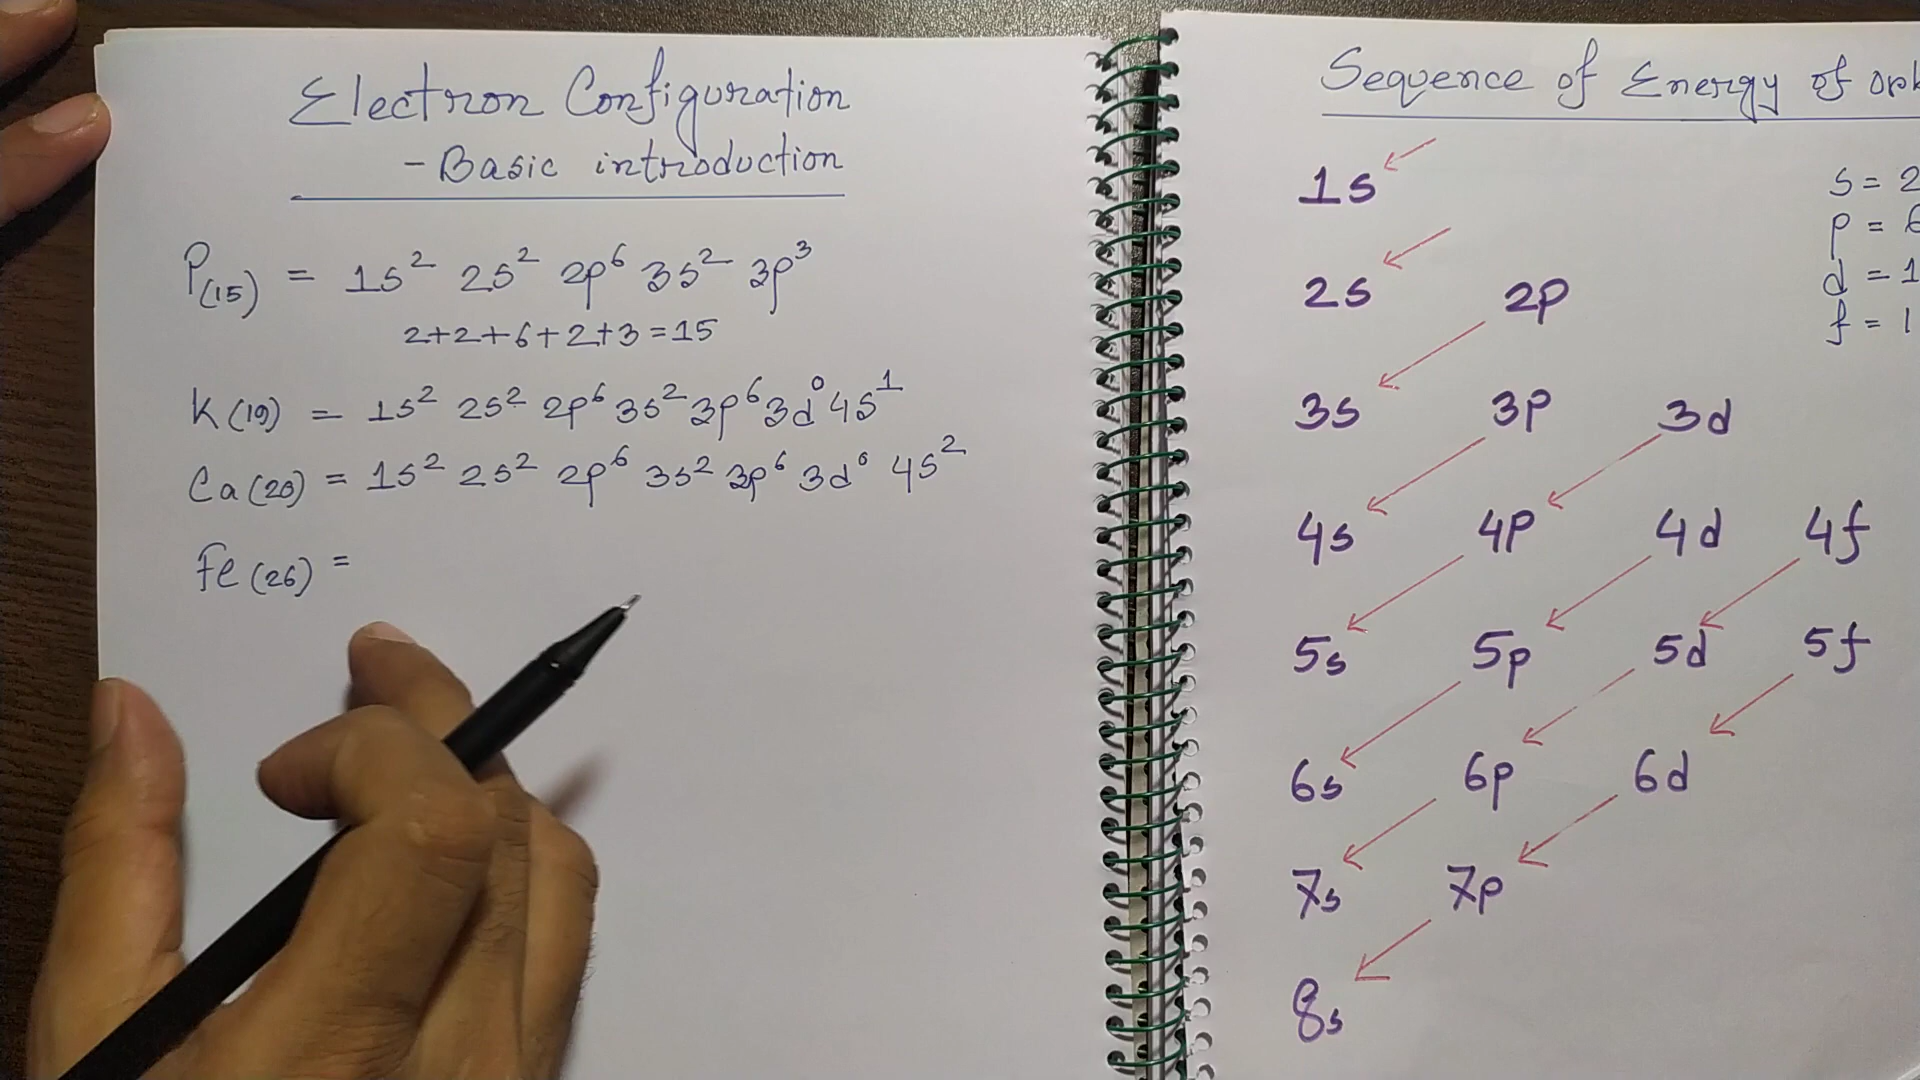 Electron Configuration
- Basic introduction
P(15) = 1s² 2s² 2p⁶ 3s² 3p³
2+2+6+2+3=15
K(19) = 1s² 2s² 2p⁶ 3s² 3p⁶ 3d⁰ 4s¹
Ca(20) = 1s² 2s² 2p⁶ 3s² 3p⁶ 3d⁰ 4s²
Fe(26) =
Sequence of Energy of
s = 2
p = 6
d = 1
f = 1
1s
2s 2p
3s 3p 3d
4s 4p 4d 4f
5s 5p 5d 5f
6s 6p 6d
7s 7p
8s